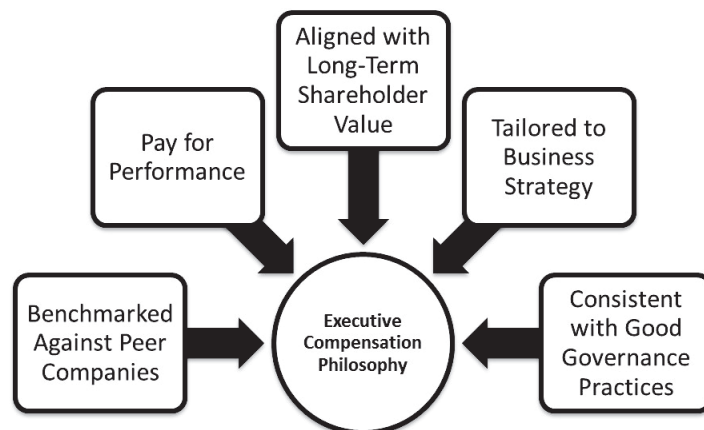 Aligned with
Long-Term
Shareholder
Value
Pay for
Performance
Tailored to
Business
Strategy
Benchmarked
Against Peer
Companies
Executive
Compensation
Philosophy
Consistent
with Good
Governance
Practices